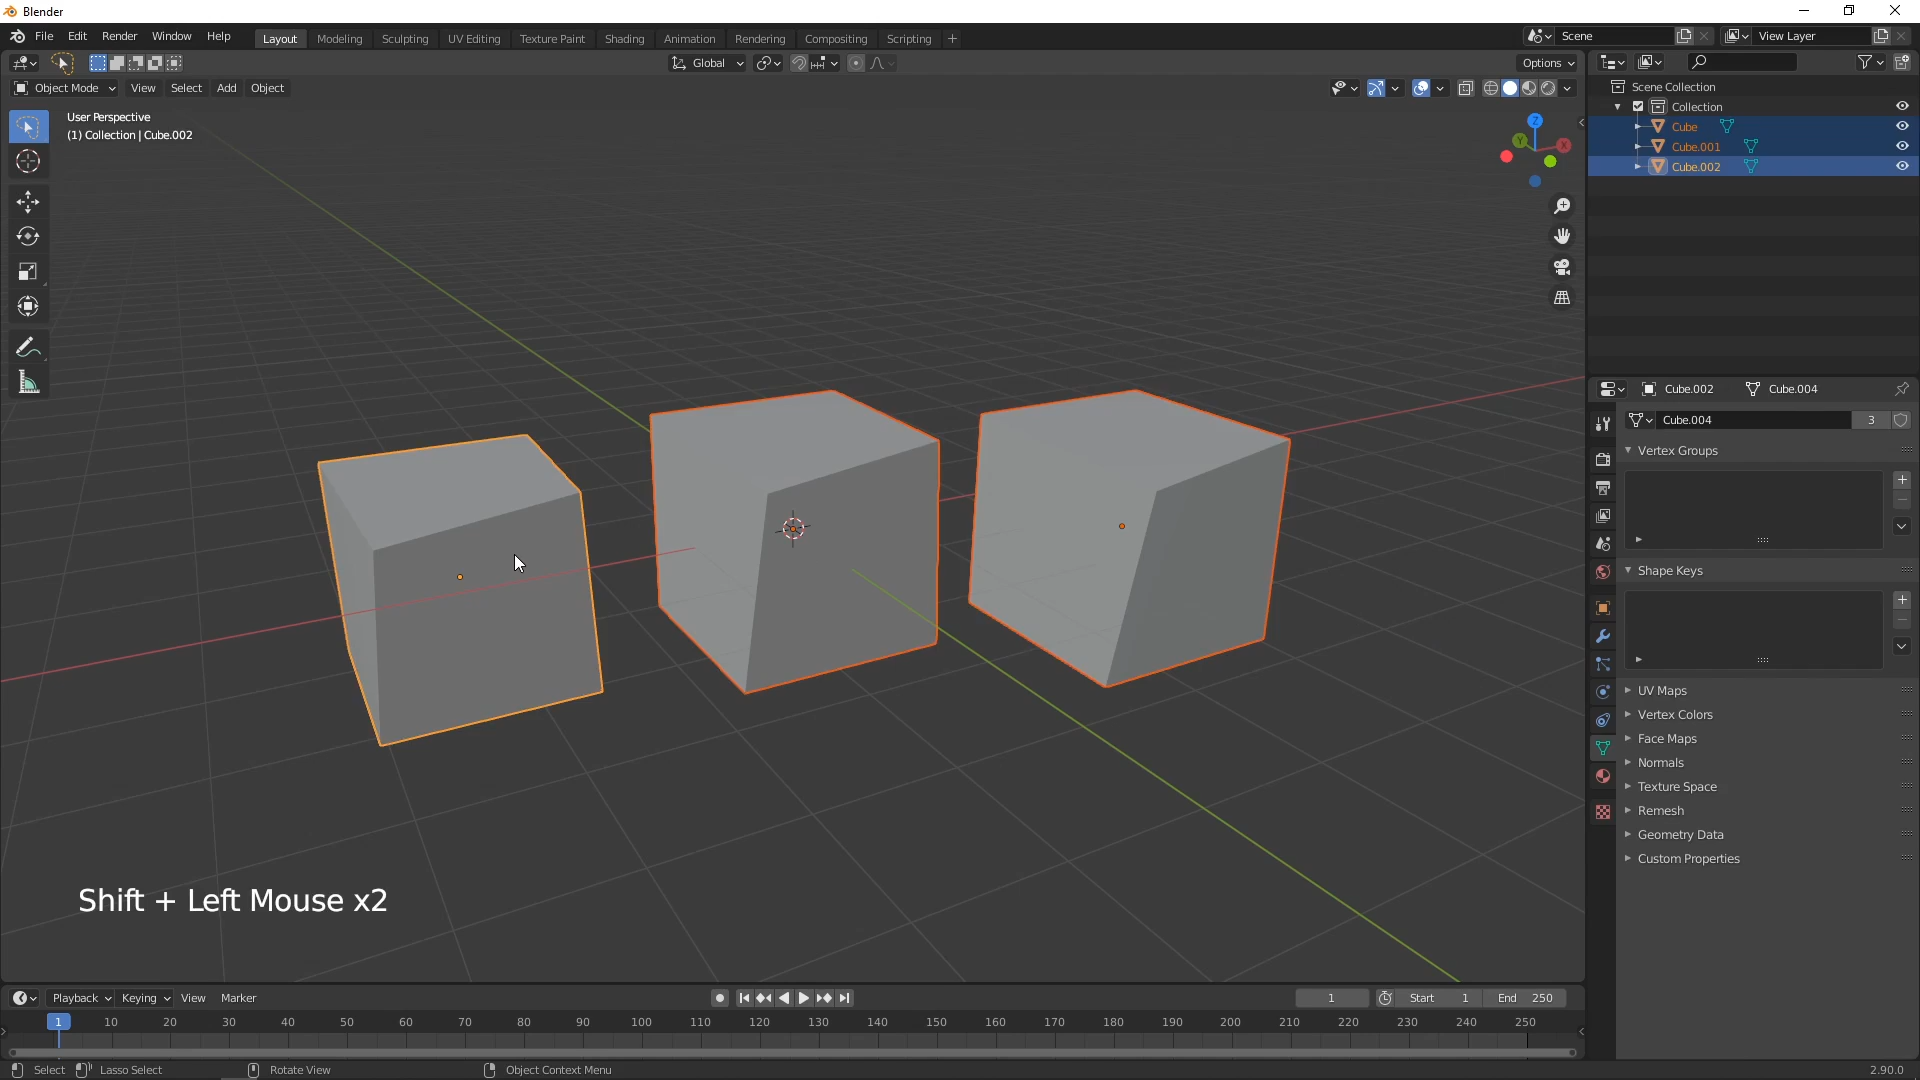 Blender
File Edit Render Window Help Layout Modeling Sculpting UV Editing Texture Paint Shading Animation Rendering Compositing Scripting + Scene View Layer
Global Options
Object Mode View Select Add Object
User Perspective
(1) Collection | Cube.002
Z
Y
X
Scene Collection
Collection
Cube
Cube.001
Cube.002
Cube.002 Cube.004
Cube.004 3
Vertex Groups
Shape Keys
UV Maps
Vertex Colors
Face Maps
Normals
Texture Space
Remesh
Geometry Data
Custom Properties
Shift + Left Mouse x2
Playback Keying View Marker 1 Start 1 End 250
1 10 20 30 40 50 60 70 80 90 100 110 120 130 140 150 160 170 180 190 200 210 220 230 240 250
Select Lasso Select Rotate View Object Context Menu 2.90.0